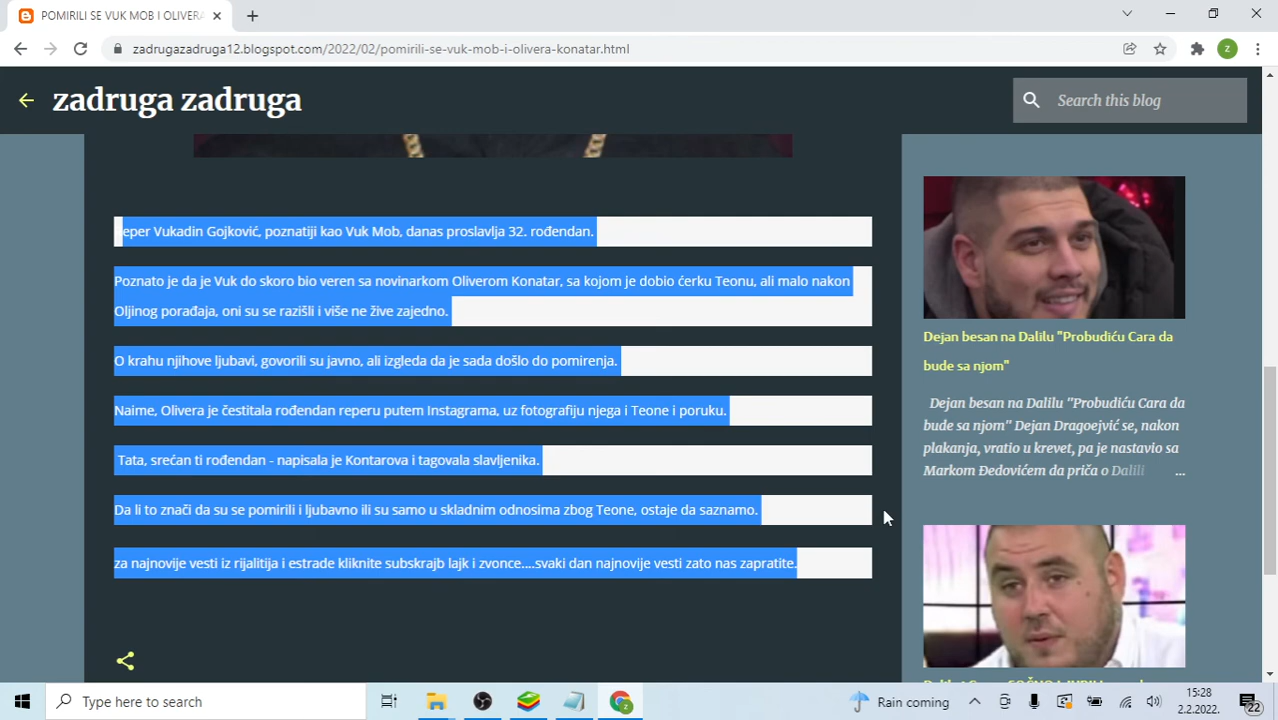 POMIRILI SE VUK MOB I OLIVERA
zadrugazadruga12.blogspot.com/2022/02/pomirili-se-vuk-mob-i-olivera-konatar.html
z
zadruga zadruga
Search this blog
eper Vukadin Gojković, poznatiji kao Vuk Mob, danas proslavlja 32. rođendan.
Poznato je da je Vuk do skoro bio veren sa novinarkom Oliverom Konatar, sa kojom je dobio ćerku Teonu, ali malo nakon
Oljinog porađaja, oni su se razišli i više ne žive zajedno.
O krahu njihove ljubavi, govorili su javno, ali izgleda da je sada došlo do pomirenja.
Naime, Olivera je čestitala rođendan reperu putem Instagrama, uz fotografiju njega i Teone i poruku.
Tata, srećan ti rođendan - napisala je Kontarova i tagovala slavljenika.
Da li to znači da su se pomirili i ljubavno ili su samo u skladnim odnosima zbog Teone, ostaje da saznamo.
za najnovije vesti iz rijalitija i estrade kliknite subskrajb lajk i zvonce....svaki dan najnovije vesti zato nas zapratite.
Dejan besan na Dalilu "Probudiću Cara da
bude sa njom"
Dejan besan na Dalilu "Probudiću Cara da
bude sa njom" Dejan Dragoejvić se, nakon
plakanja, vratio u krevet, pa je nastavio sa
Markom Đedovićem da priča o Dalili ...
Type here to search
z
Rain coming
15:28
2.2.2022.
22